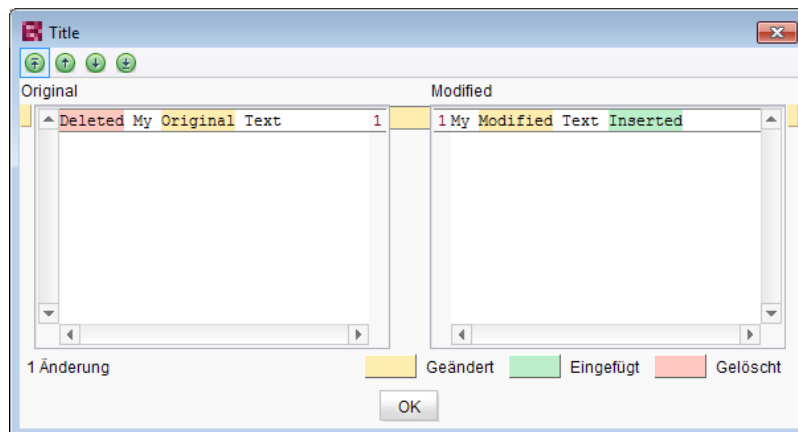 Title
Original Modified
Deleted My Original Text 1 1 My Modified Text Inserted
1 Änderung Geändert Eingefügt Gelöscht
OK